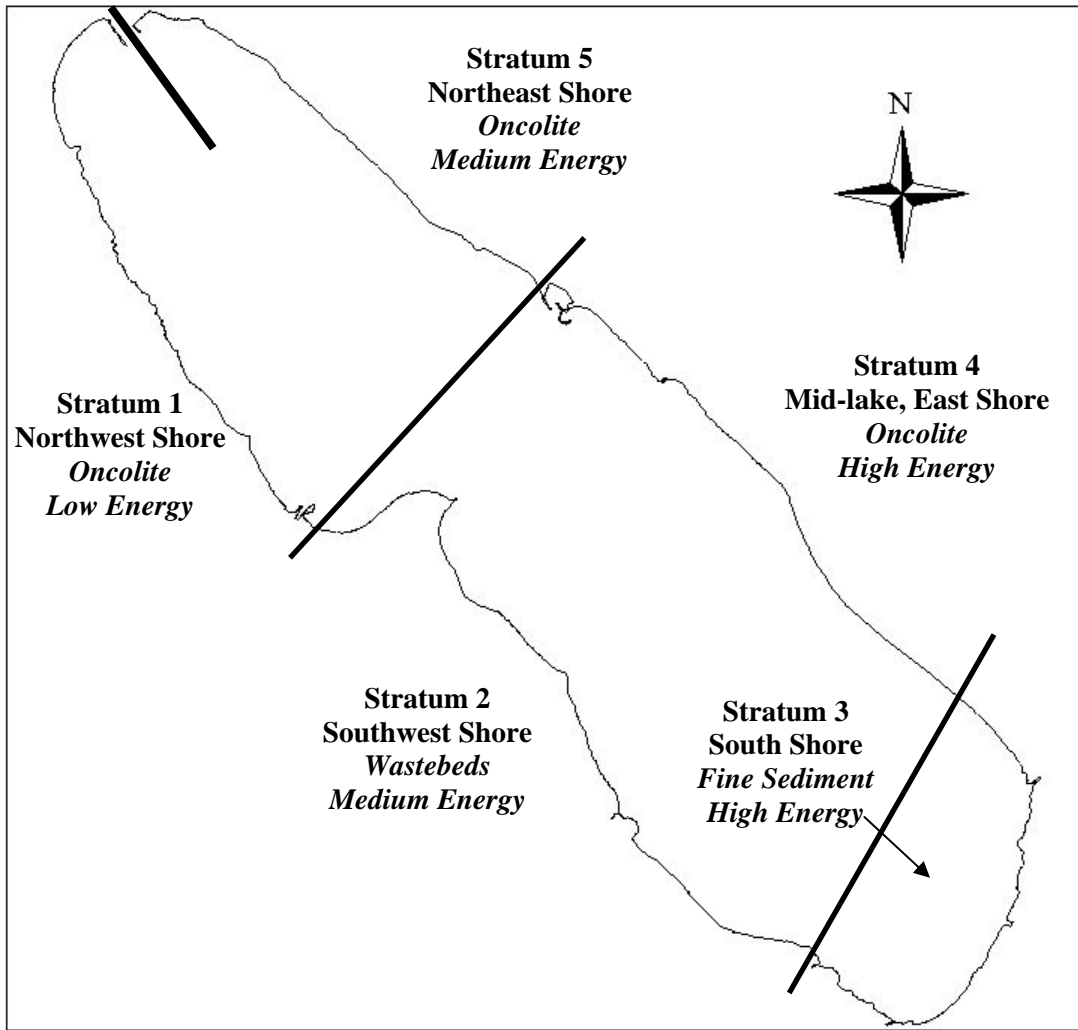 Stratum 5
Northeast Shore
Oncolite
Medium Energy
N
Stratum 4
Mid-lake, East Shore
Oncolite
High Energy
Stratum 1
Northwest Shore
Oncolite
Low Energy
Stratum 2
Southwest Shore
Wastebeds
Medium Energy
Stratum 3
South Shore
Fine Sediment
High Energy